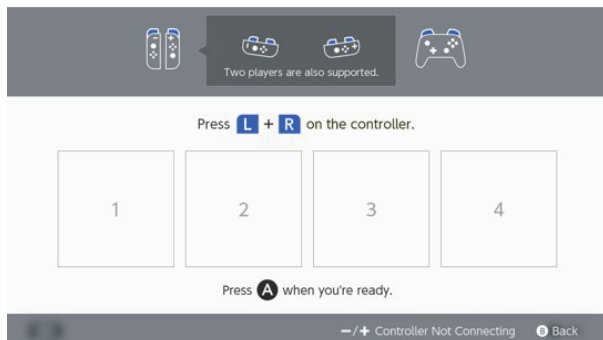 Two players are also supported.
Press L + R on the controller.
1 2 3 4
Press A when you're ready.
−/+ Controller Not Connecting B Back